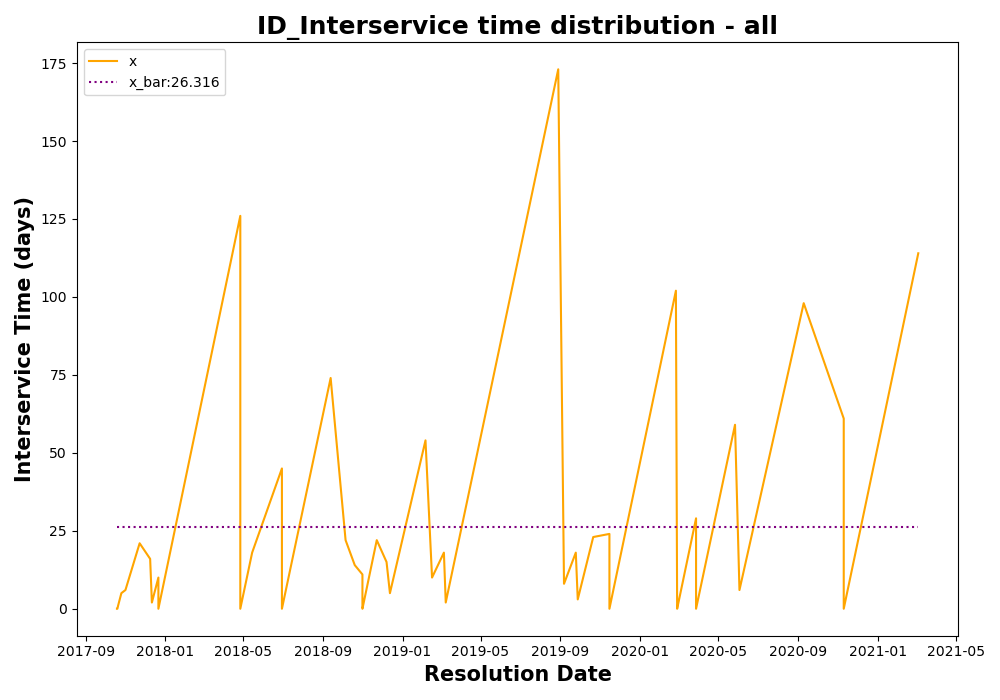 ID_Interservice time distribution - all
x
x_bar:26.316
Interservice Time (days)
175
150
125
100
75
50
25
0
2017-09 2018-01 2018-05 2018-09 2019-01 2019-05 2019-09 2020-01 2020-05 2020-09 2021-01 2021-05
Resolution Date